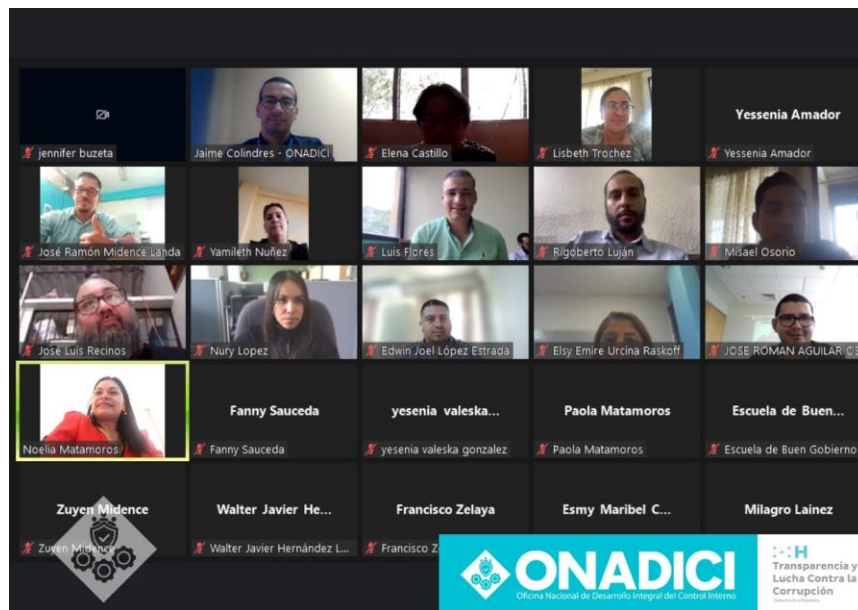 jennifer buzeta
Jaime Colindres - ONADICI
Elena Castillo
Lisbeth Trochez
Yessenia Amador
Yessenia Amador
José Ramón Midence Landa
Yamileth Nuñez
Luis Flores
Rigoberto Luján
Misael Osorio
José Luis Recinos
Nury Lopez
Edwin Joel López Estrada
Elsy Emire Urcina Raskoff
JOSE ROMAN AGUILAR
Noelia Matamoros
Fanny Sauceda
Fanny Sauceda
yesenia valeska...
yesenia valeska gonzalez
Paola Matamoros
Paola Matamoros
Escuela de Buen...
Escuela de Buen Gobierno
Zuyen Midence
Zuyen Midence
Walter Javier He...
Walter Javier Hernández L...
Francisco Zelaya
Francisco Z
Esmy Maribel C...
Milagro Lainez
ONADICI
Oficina Nacional de Desarrollo Integral del Control Interno
H
Transparencia y
Lucha Contra la
Corrupción